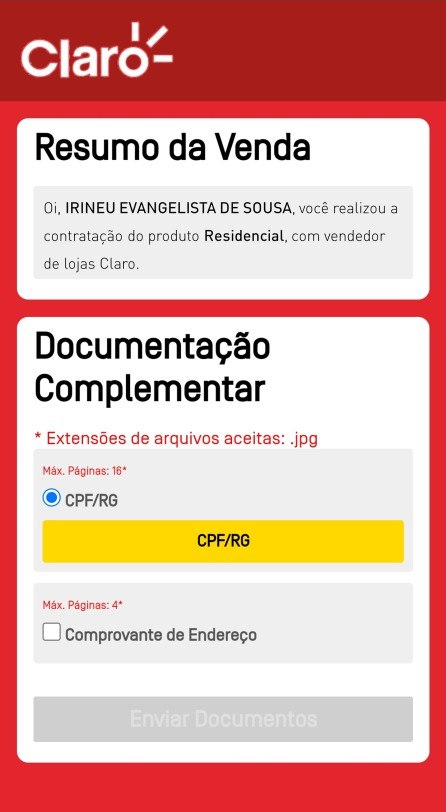 Claro
Resumo da Venda
Oi, IRINEU EVANGELISTA DE SOUSA, você realizou a
contratação do produto Residencial, com vendedor
de lojas Claro.
Documentação
Complementar
* Extensões de arquivos aceitas: .jpg
Máx. Páginas: 16*
CPF/RG
CPF/RG
Máx. Páginas: 4*
Comprovante de Endereço
Enviar Documentos